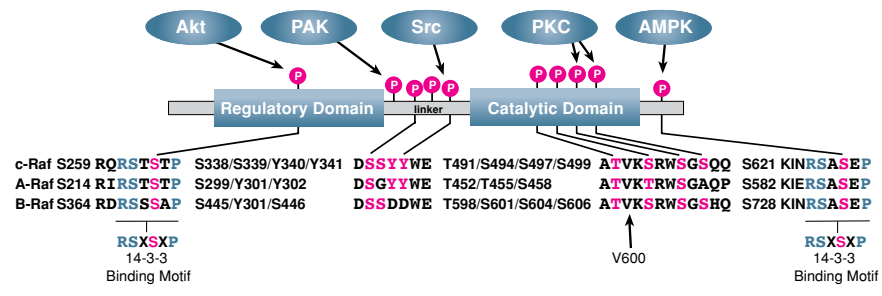 Akt PAK Src PKC AMPK
P P P P P P P P P P
Regulatory Domain linker Catalytic Domain
c-Raf S259 RQRSTSTP S338/S339/Y340/Y341 DSSYYWE T491/S494/S497/S499 ATVKSRWSGSQQ S621 KINRSASEP
A-Raf S214 RIRSTSTP S299/Y301/Y302 DSGYYWE T452/T455/S458 ATVKTRWSGAQP S582 KIERSASEP
B-Raf S364 RDRSSSAP S445/Y301/S446 DSSDDWE T598/S601/S604/S606 ATVKSRWSGSHQ S728 KINRSASEP
RSXSXP V600 RSXSXP
14-3-3 14-3-3
Binding Motif Binding Motif